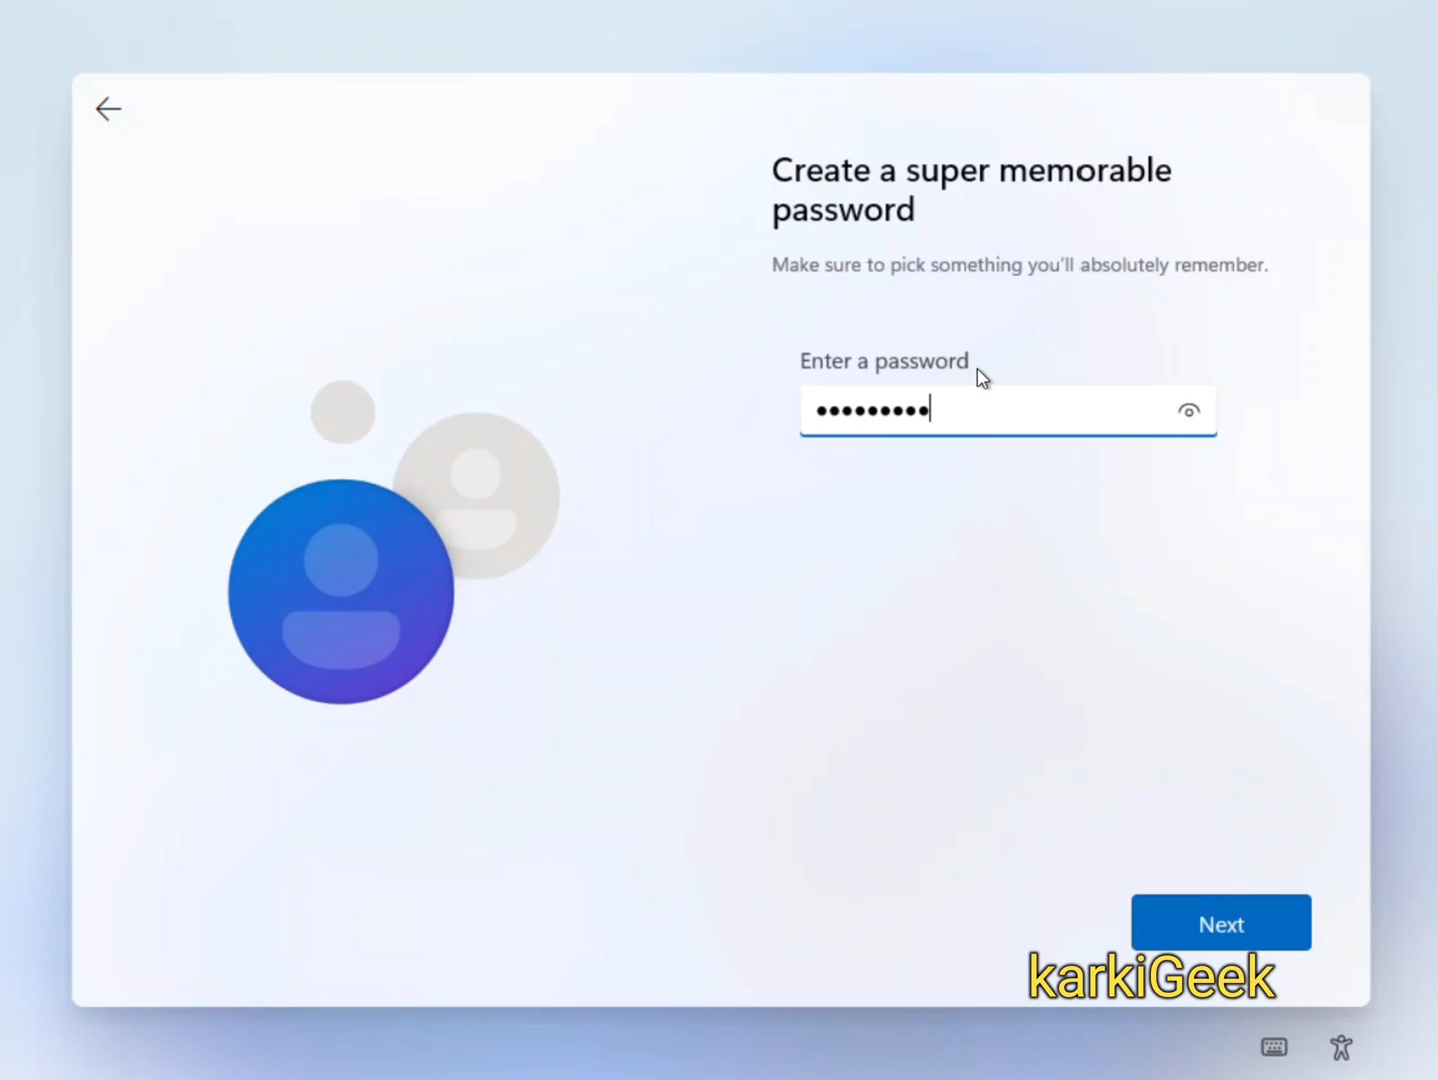 Create a super memorable
password
Make sure to pick something you'll absolutely remember.
Enter a password
•••••••••
Next
karkiGeek